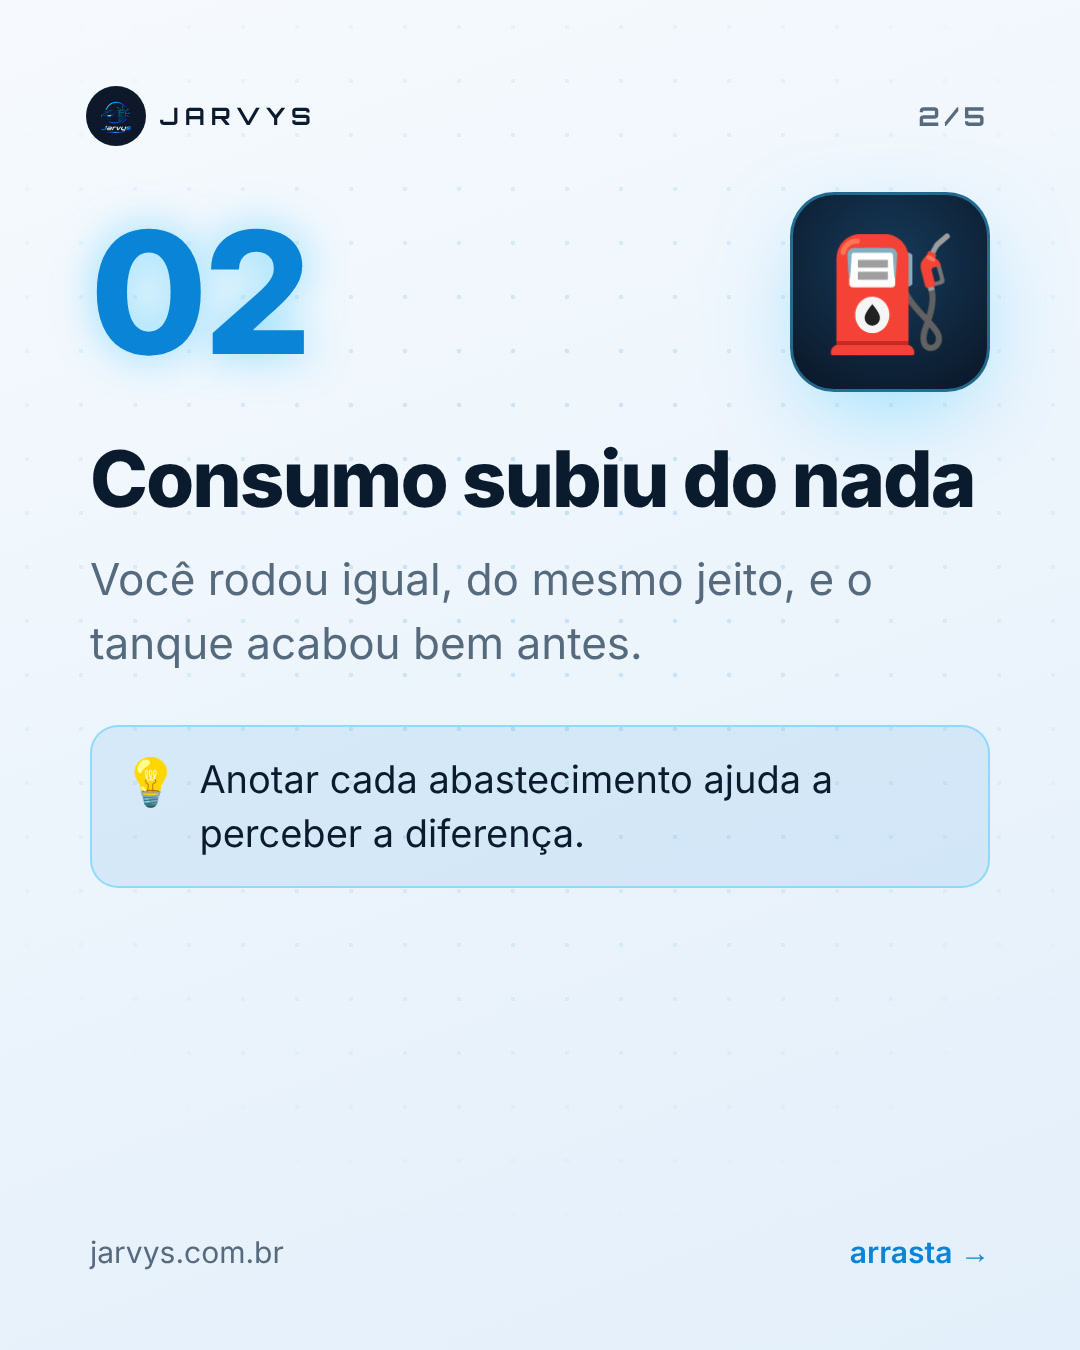 Jarvys
JARVYS
2/5
02
Consumo subiu do nada
Você rodou igual, do mesmo jeito, e o
tanque acabou bem antes.
Anotar cada abastecimento ajuda a
perceber a diferença.
jarvys.com.br
arrasta →